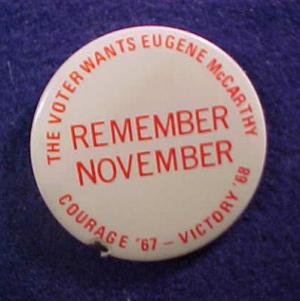 THE VOTER WANTS EUGENE McCARTHY
REMEMBER
NOVEMBER
COURAGE '67 – VICTORY '68